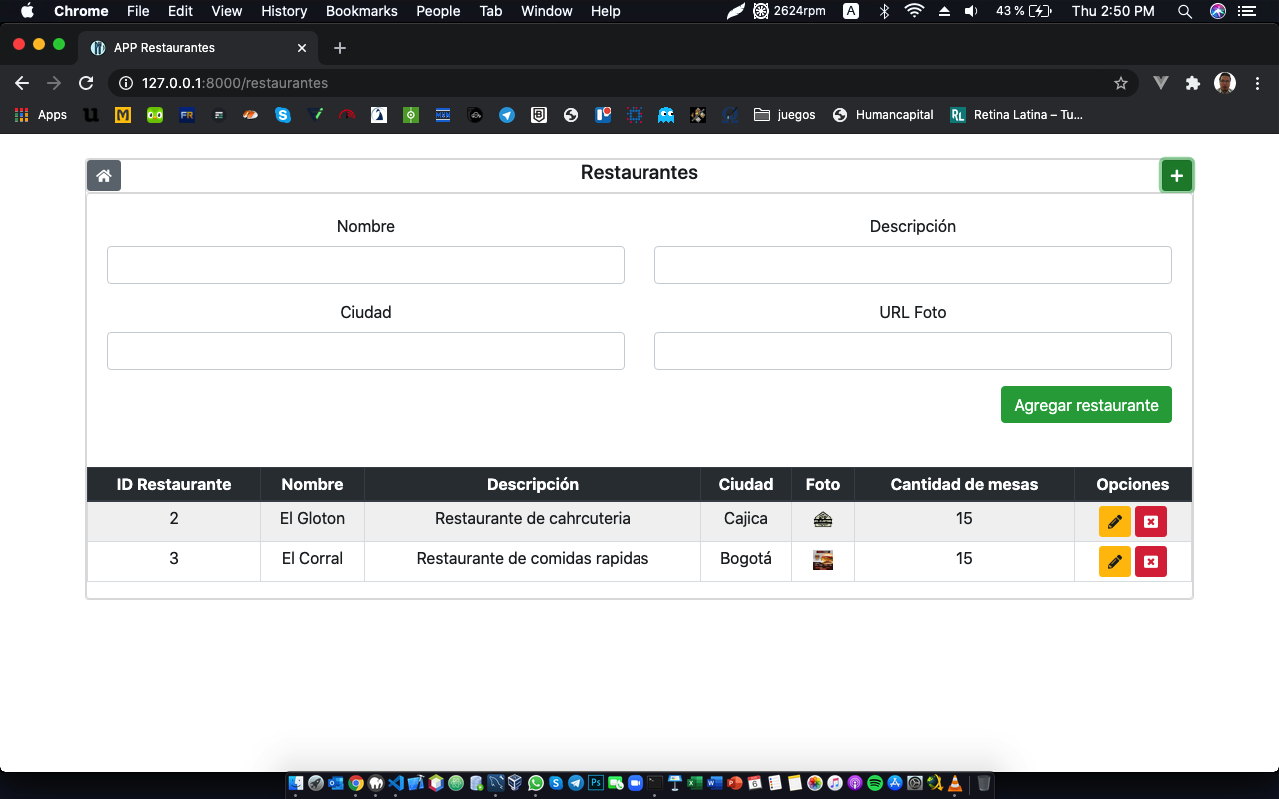 Chrome File Edit View History Bookmarks People Tab Window Help 2624rpm A 43 % Thu 2:50 PM
APP Restaurantes
127.0.0.1:8000/restaurantes
Apps M FR juegos Humancapital RL Retina Latina – Tu...
Restaurantes
Nombre Descripción
Ciudad URL Foto
Agregar restaurante
ID Restaurante Nombre Descripción Ciudad Foto Cantidad de mesas Opciones
2 El Gloton Restaurante de cahrcuteria Cajica 15
3 El Corral Restaurante de comidas rapidas Bogotá 15